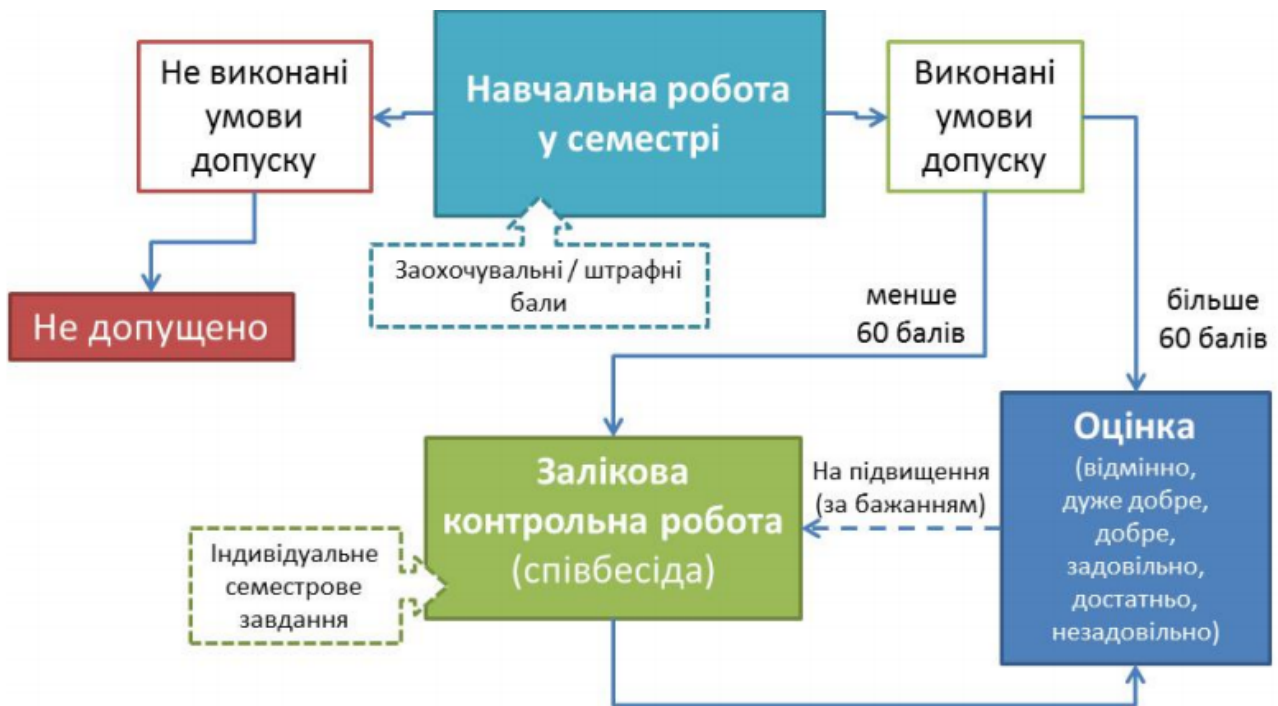 Не виконані
умови
допуску
Навчальна робота
у семестрі
Виконані
умови
допуску
Заохочувальні / штрафні
бали
Не допущено
менше
60 балів
більше
60 балів
Залікова
контрольна робота
(співбесіда)
На підвищення
(за бажанням)
Оцінка
(відмінно,
дуже добре,
добре,
задовільно,
достатньо,
незадовільно)
Індивідуальне
семестрове
завдання